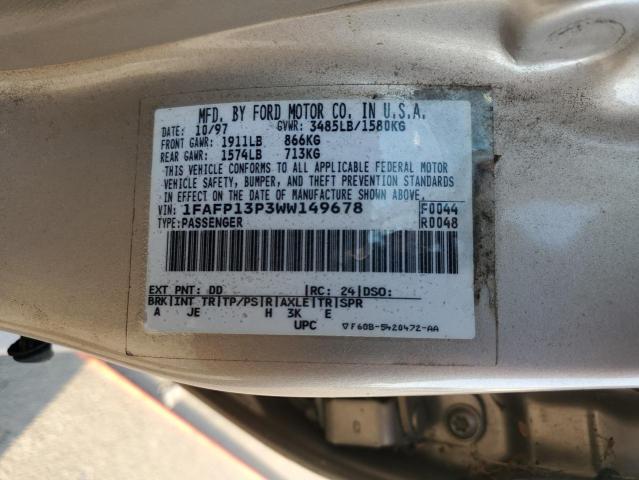 MFD. BY FORD MOTOR CO. IN U.S.A.
DATE: 10/97 GVWR: 3485LB/1580KG
FRONT GAWR: 1911LB 866KG
REAR GAWR: 1574LB 713KG
THIS VEHICLE CONFORMS TO ALL APPLICABLE FEDERAL MOTOR
VEHICLE SAFETY, BUMPER, AND THEFT PREVENTION STANDARDS
IN EFFECT ON THE DATE OF MANUFACTURE SHOWN ABOVE.
VIN: 1FAFP13P3WW149678 F0044
TYPE: PASSENGER R0048
EXT PNT: DD |RC: 24|DSO:
BRK|INT TR|TP/PS|R|AXLE|TR|SPR
A JE H 3K E
UPC ▽F60B-5420472-AA